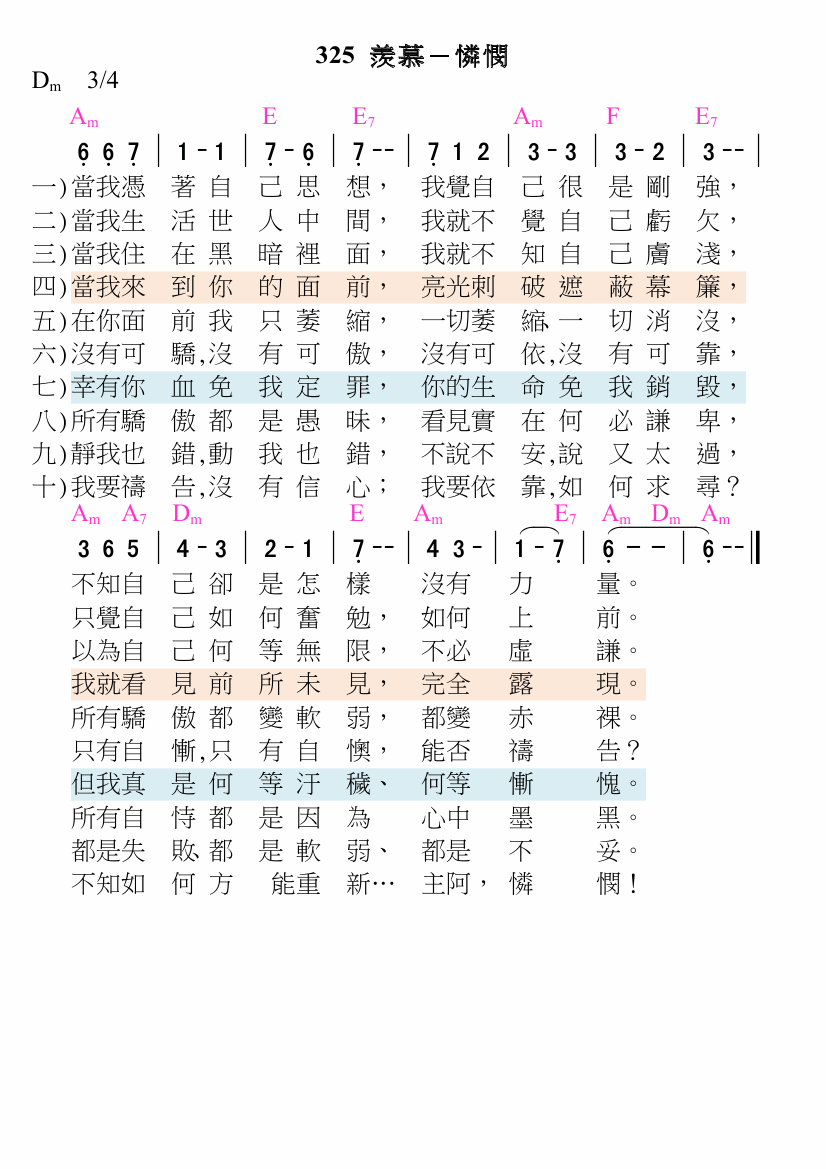 325 羨慕－憐憫
Dm 3/4
Am E E7 Am F E7
6 6 7 | 1 - 1 | 7 - 6 | 7 -- | 7 1 2 | 3 - 3 | 3 - 2 | 3 -- |
一)當我憑著自己思想，我覺自己很是剛強，
二)當我生活世人中間，我就不覺自己虧欠，
三)當我住在黑暗裡面，我就不知自己膚淺，
四)當我來到你的面前，亮光刺破遮蔽幕簾，
五)在你面前我只萎縮，一切萎縮、一切消沒，
六)沒有可驕,沒有可傲，沒有可依,沒有可靠，
七)幸有你血免我定罪，你的生命免我銷毀，
八)所有驕傲都是愚昧，看見實在何必謙卑，
九)靜我也錯,動我也錯，不說不安,說又太過，
十)我要禱告,沒有信心；我要依靠,如何求尋？
Am A7 Dm E Am E7 Am Dm Am
3 6 5 | 4 - 3 | 2 - 1 | 7 -- | 4 3 - | 1 - 7 | 6 — — | 6 -- ‖
不知自己卻是怎樣沒有力量。
只覺自己如何奮勉，如何上前。
以為自己何等無限，不必虛謙。
我就看見前所未見，完全露現。
所有驕傲都變軟弱，都變赤裸。
只有自慚,只有自懊，能否禱告？
但我真是何等汙穢、何等慚愧。
所有自恃都是因為心中墨黑。
都是失敗、都是軟弱、都是不妥。
不知如何方能重新…主阿，憐憫！